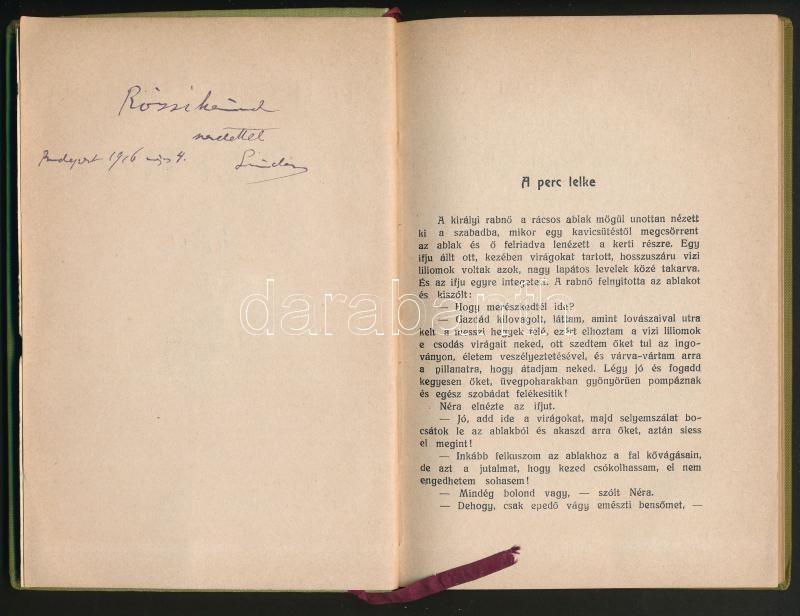 szeretettel
Budapest 1916 máj 4. Sándor
A perc lelke
A királyi rabnő a rácsos ablak mögül unottan nézett
ki a szabadba, mikor egy kavicsütéstől megcsörrent
az ablak és ő felriadva lenézett a kerti részre. Egy
ifju állt ott, kezében virágokat tartott, hosszuszáru vizi
liliomok voltak azok, nagy lapátos levelek közé takarva.
És az ifju egyre integetett. A rabnő felnyitotta az ablakot
és kiszólt:
— Hogy merészkedtél ide?
— Gazdád kilovagolt, láttam, amint lovászaival utra
kelt a messzi hegyek felé, ezért elhoztam a vizi liliomok
e csodás virágait neked, ott szedtem őket tul az ingo-
ványon, életem veszélyeztetésével, és várva-vártam arra
a pillanatra, hogy átadjam neked. Légy jó és fogadd
kegyesen őket, üvegpoharakban gyönyörüen pompáznak
és egész szobádat felékesitik!
Néra elnézte az ifjut.
— Jó, add ide a virágokat, majd selyemszálat bo-
csátok le az ablakból és akaszd arra őket, aztán siess
el megint!
— Inkább felkuszom az ablakhoz a fal kővágásain,
de azt a jutalmat, hogy kezed csókolhassam, el nem
engedhetem sohasem!
— Mindég bolond vagy, — szólt Néra.
— Dehogy, csak epedő vágy emészti bensőmet, —
darabanth